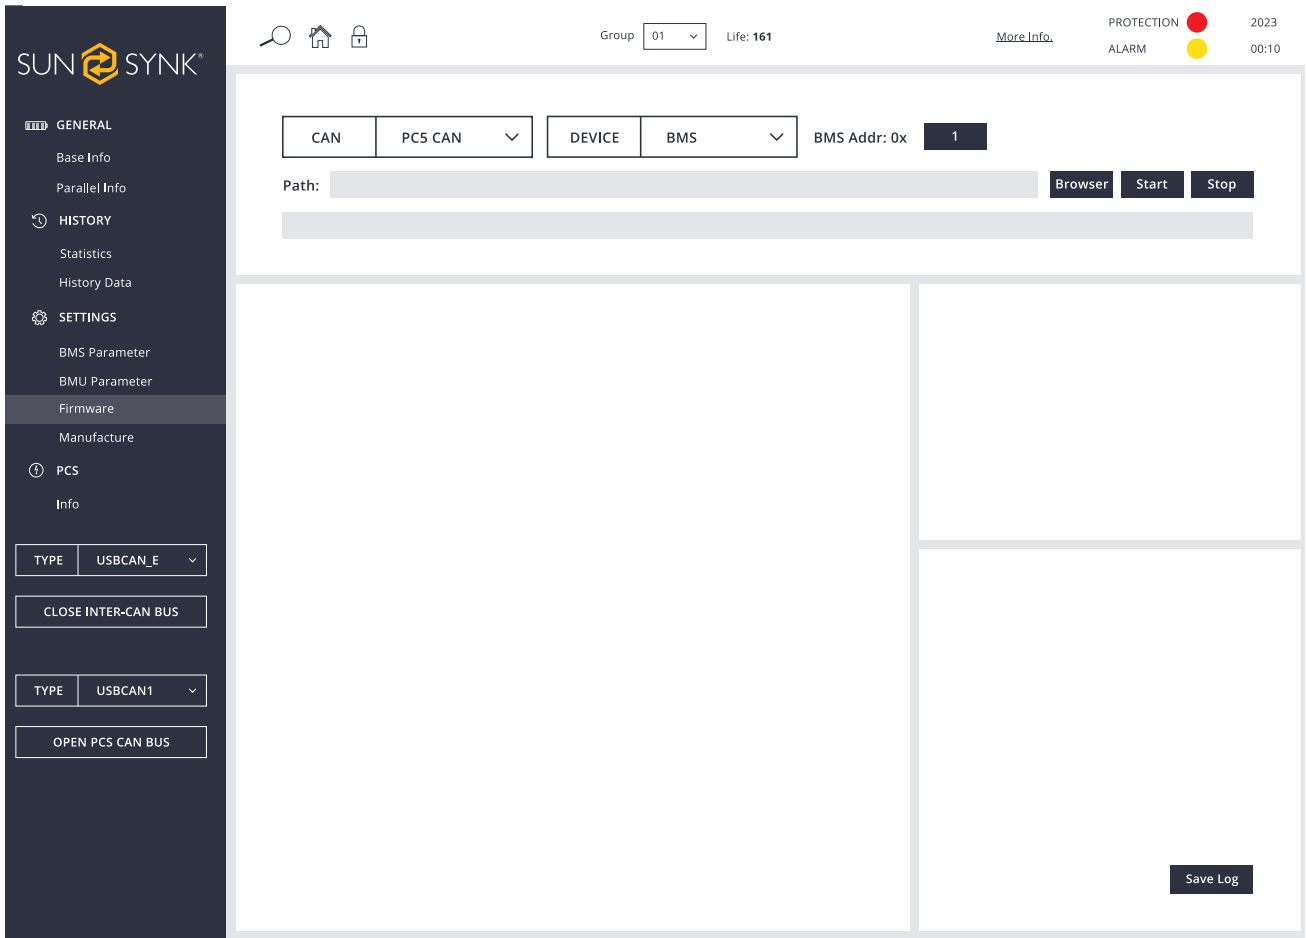 SUN SYNK®
GENERAL
Base Info
Parallel Info
HISTORY
Statistics
History Data
SETTINGS
BMS Parameter
BMU Parameter
Firmware
Manufacture
PCS
Info
TYPE USBCAN_E
CLOSE INTER-CAN BUS
TYPE USBCAN1
OPEN PCS CAN BUS
Group 01 Life: 161
More Info.
PROTECTION 2023
ALARM 00:10
CAN PC5 CAN DEVICE BMS BMS Addr: 0x 1
Path: Browser Start Stop
Save Log